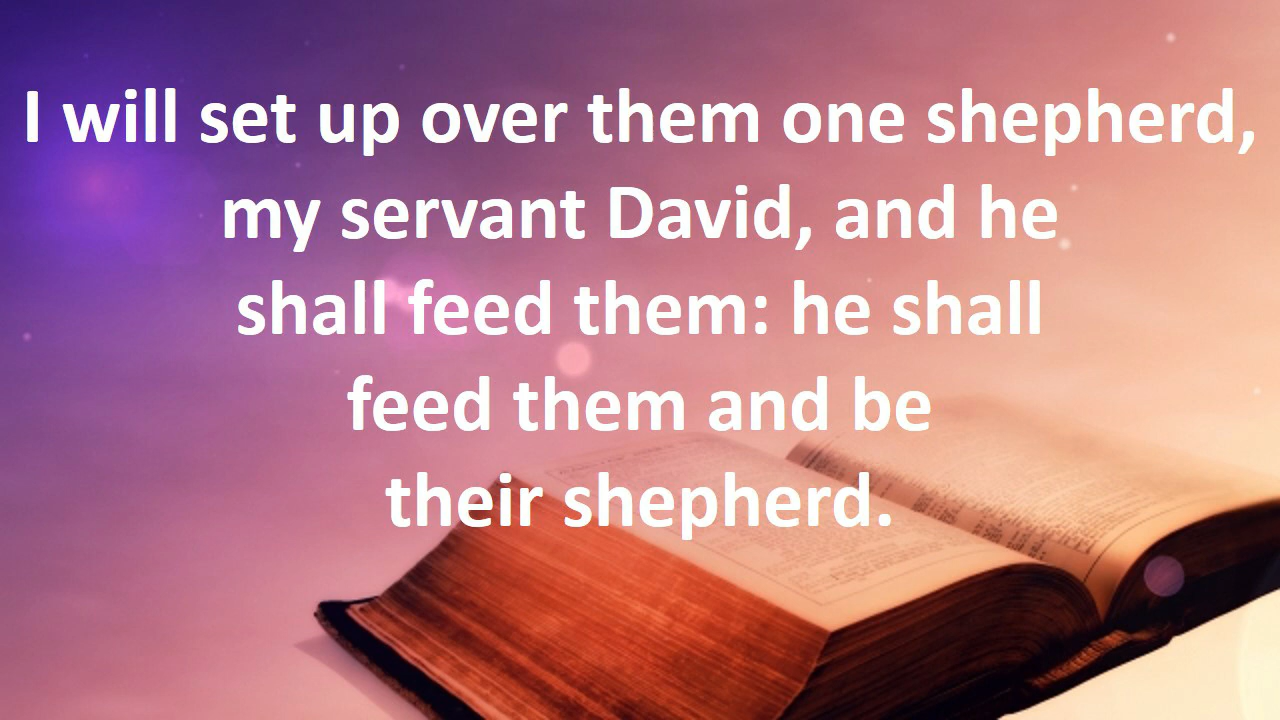 I will set up over them one shepherd,
my servant David, and he
shall feed them: he shall
feed them and be
their shepherd.